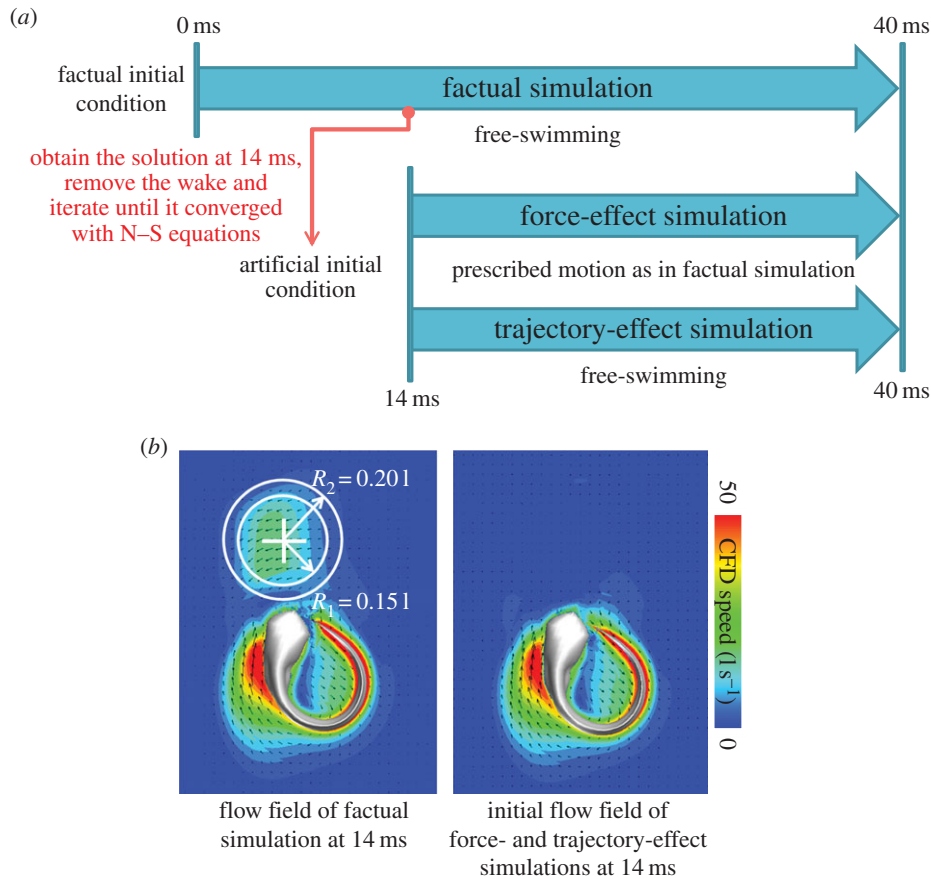 (a)
0 ms
40 ms
factual initial
condition
factual simulation
free-swimming
obtain the solution at 14 ms,
remove the wake and
iterate until it converged
with N–S equations
artificial initial
condition
force-effect simulation
prescribed motion as in factual simulation
trajectory-effect simulation
free-swimming
14 ms
40 ms
(b)
R2 = 0.20 l
R1 = 0.15 l
50
CFD speed (l s⁻¹)
0
flow field of factual
simulation at 14 ms
initial flow field of
force- and trajectory-effect
simulations at 14 ms